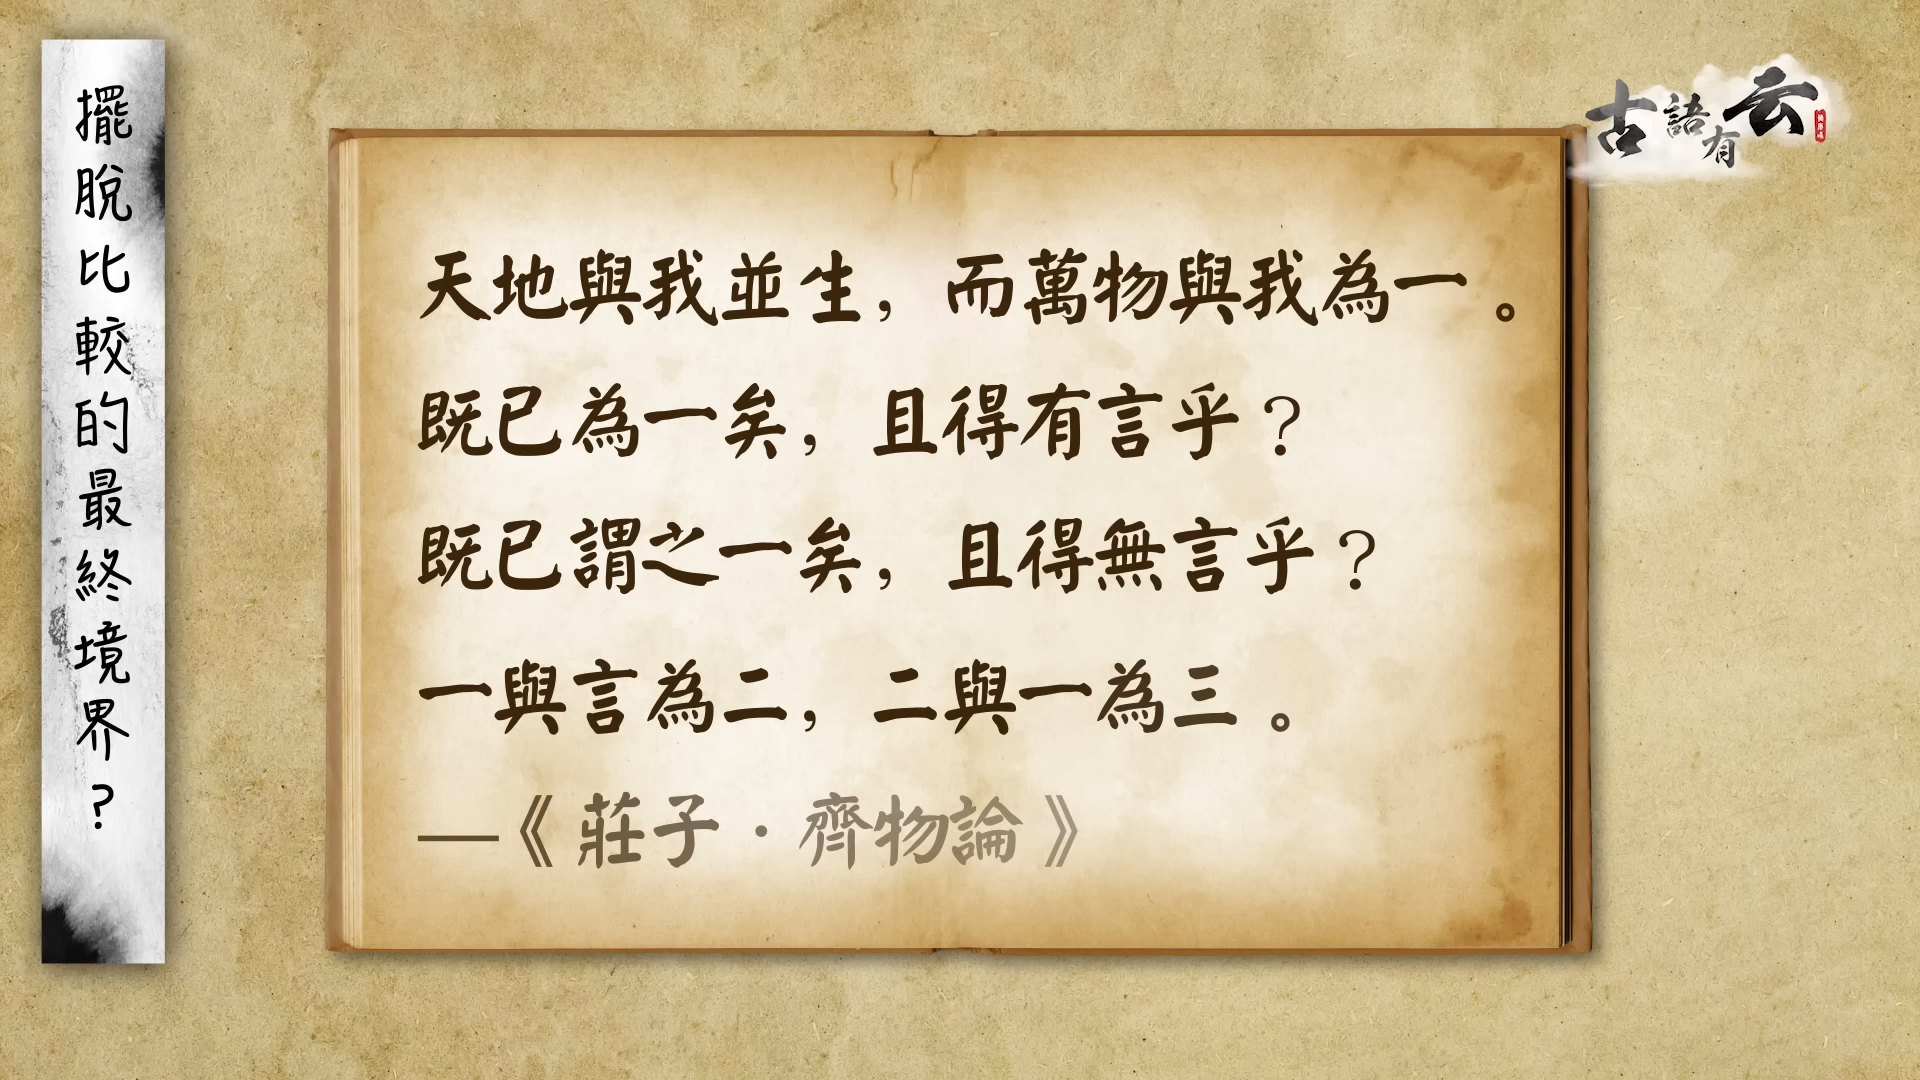 擺脫比較的最終境界？
古語有云
天地與我並生，而萬物與我為一。
既已為一矣，且得有言乎？
既已謂之一矣，且得無言乎？
一與言為二，二與一為三。
—《莊子·齊物論》